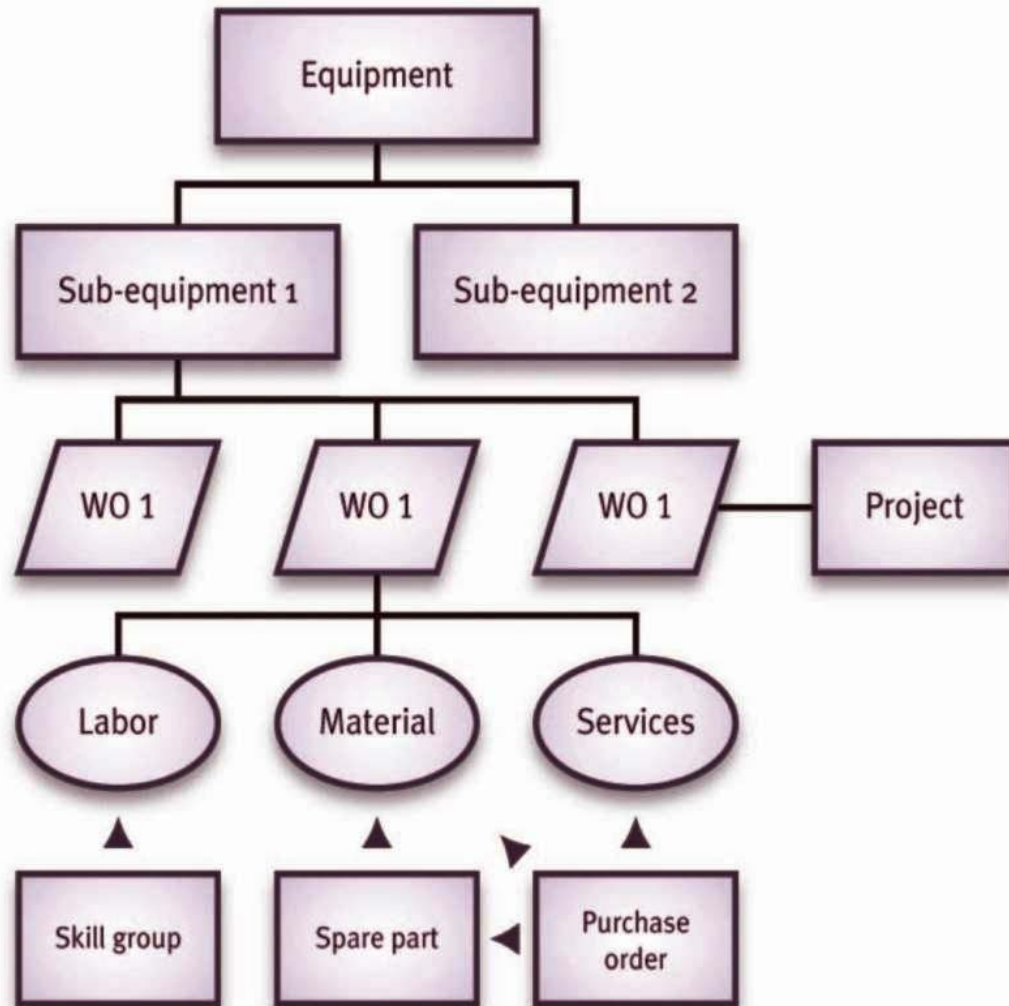 Equipment
Sub-equipment 1
Sub-equipment 2
WO 1
WO 1
WO 1
Project
Labor
Material
Services
Skill group
Spare part
Purchase
order